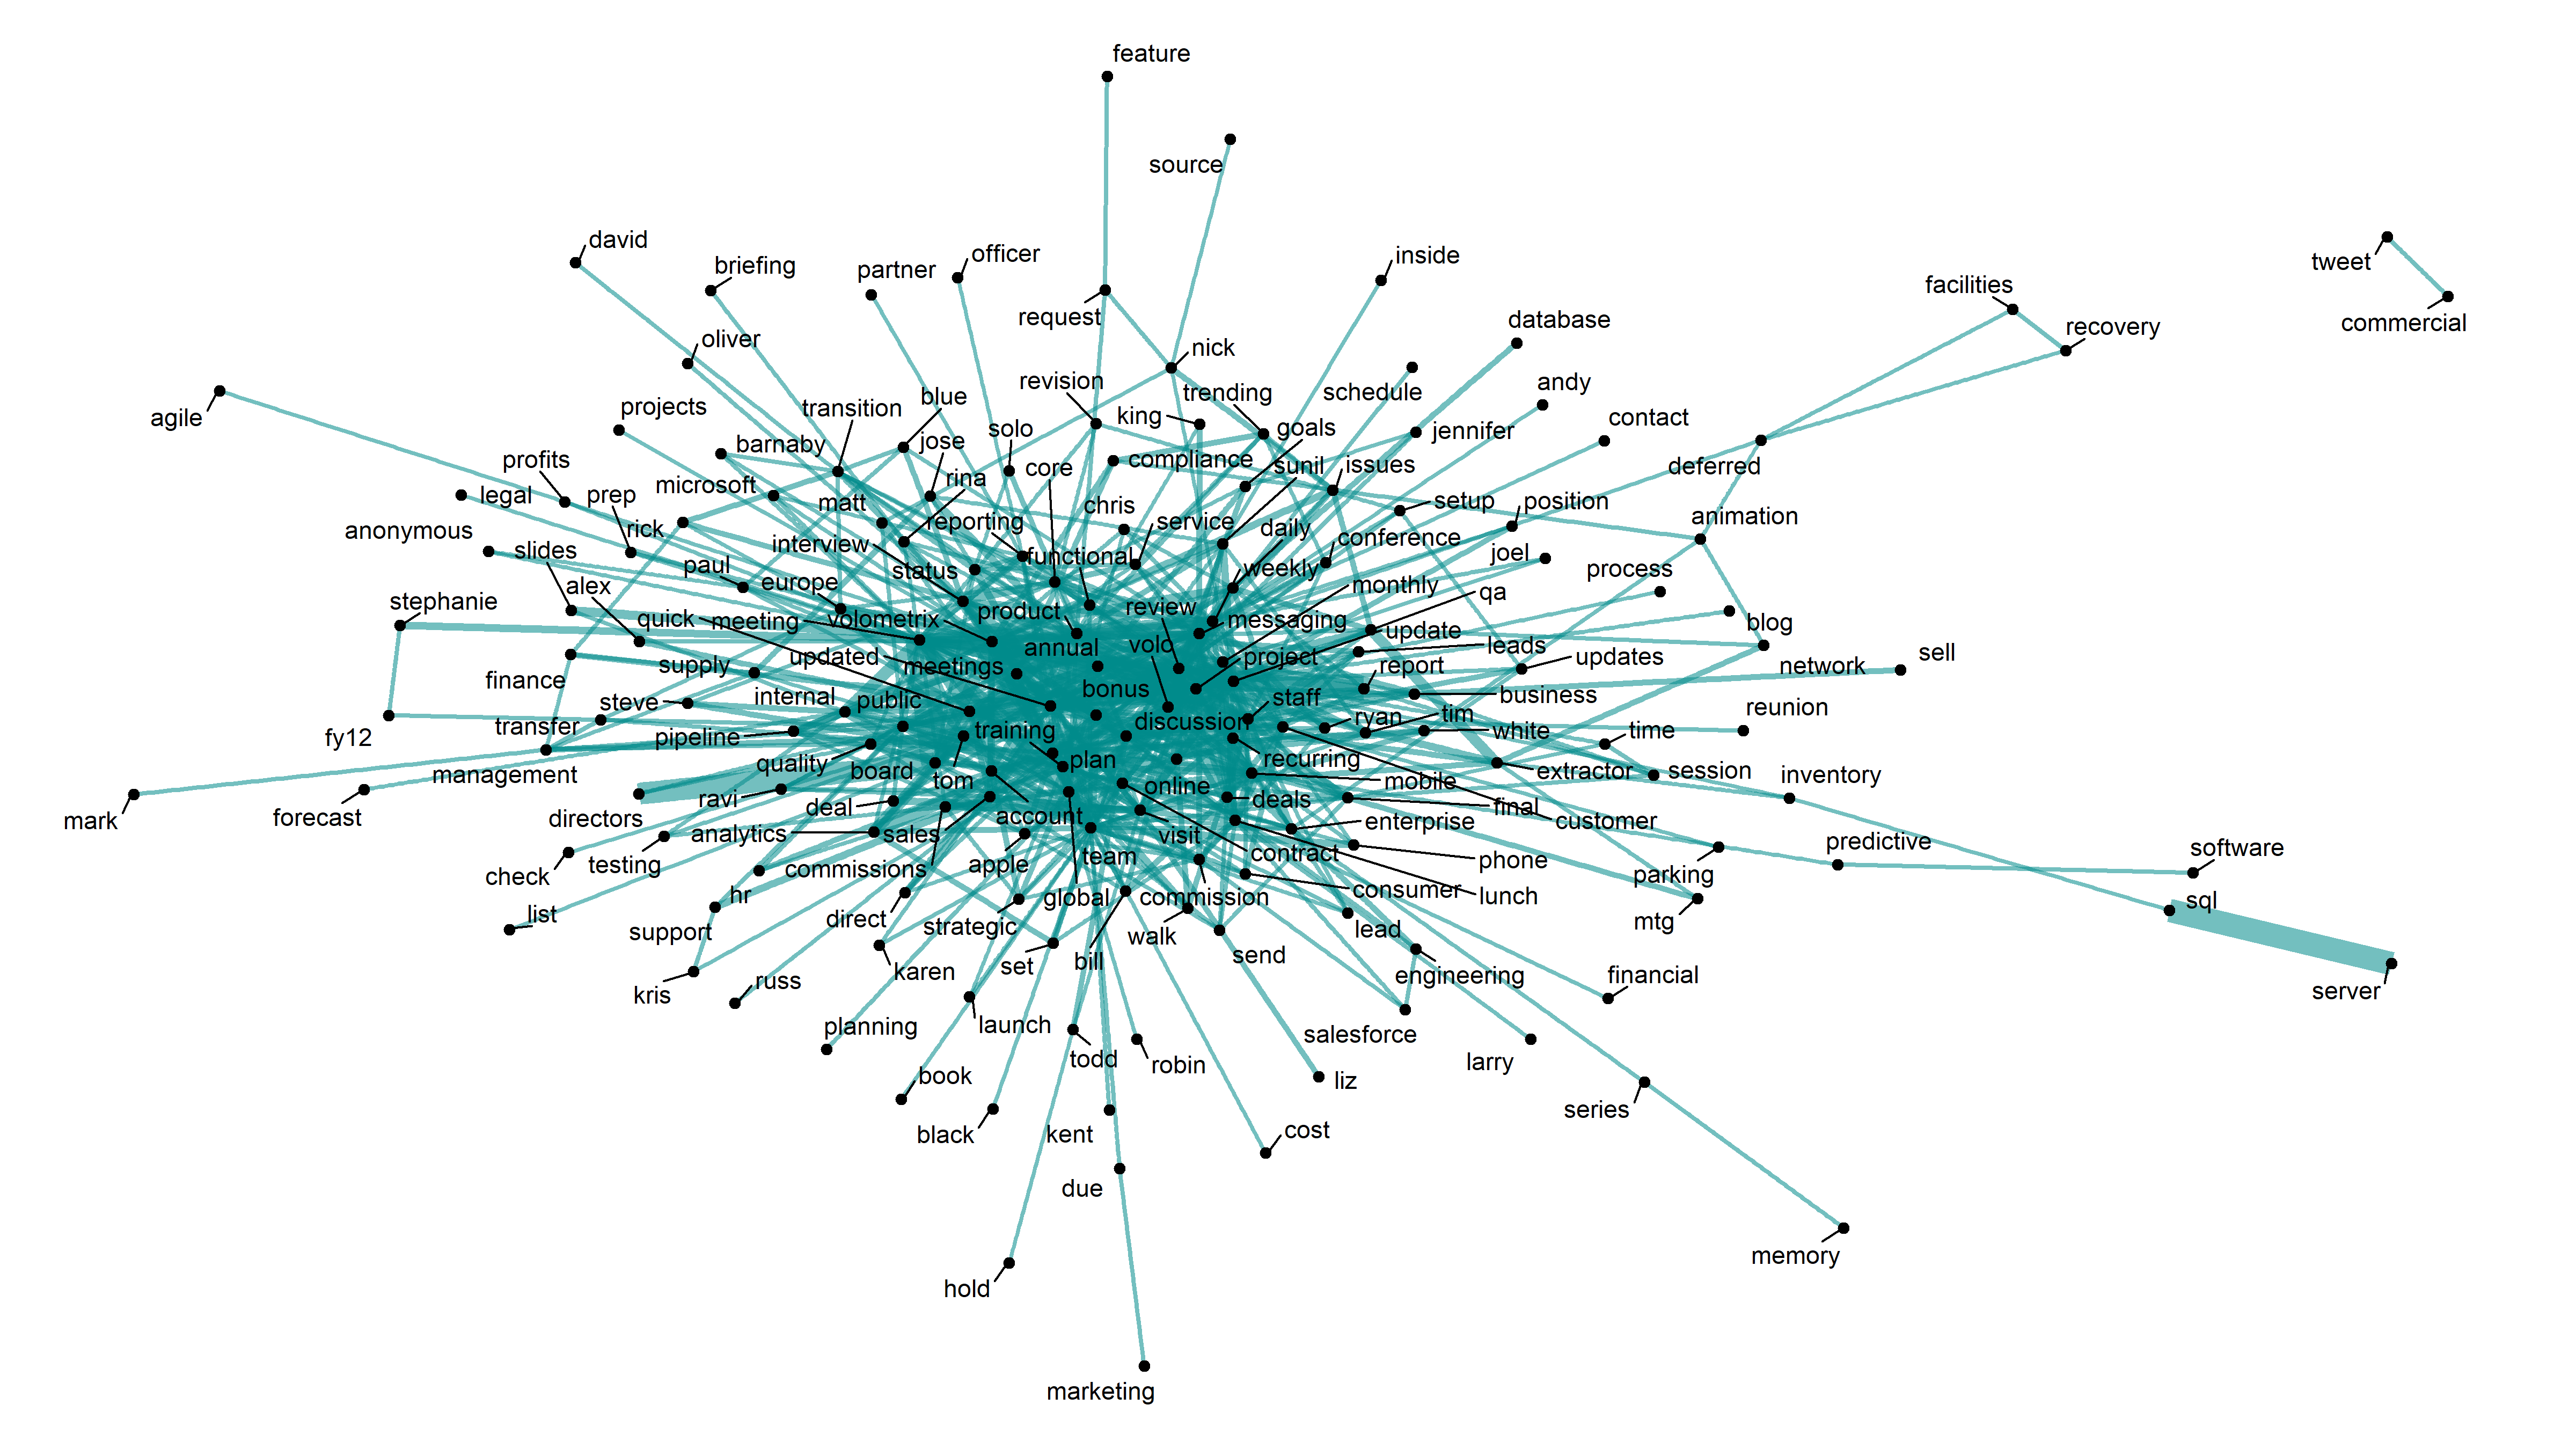 feature
source
david
officer
briefing
partner
inside
tweet
facilities
commercial
recovery
database
request
oliver
nick
revision
trending
schedule
andy
agile
projects
transition
blue
king
contact
goals
jennifer
barnaby
jose
solo
compliance
sunil
issues
deferred
profits
core
rina
microsoft
legal
prep
matt
chris
setup
position
anonymous
rick
reporting
service
daily
animation
slides
interview
functional
conference
joel
paul
status
weekly
process
alex
europe
monthly
stephanie
qa
product
review
quick
meeting
volometrix
messaging
update
blog
annual
volo
leads
updated
meetings
project
report
updates
network
sell
finance
supply
internal
public
bonus
staff
business
steve
fy12
transfer
pipeline
training
discussion
ryan
tim
white
time
reunion
management
quality
board
tom
plan
recurring
mobile
extractor
session
inventory
mark
forecast
directors
ravi
deal
online
deals
final
testing
analytics
sales
account
visit
enterprise
customer
predictive
software
check
commissions
apple
team
contract
phone
parking
hr
global
commission
consumer
lunch
sql
list
support
direct
strategic
walk
lead
mtg
kris
russ
karen
set
bill
send
engineering
financial
server
planning
launch
salesforce
todd
robin
larry
book
liz
series
black
kent
cost
due
memory
hold
marketing